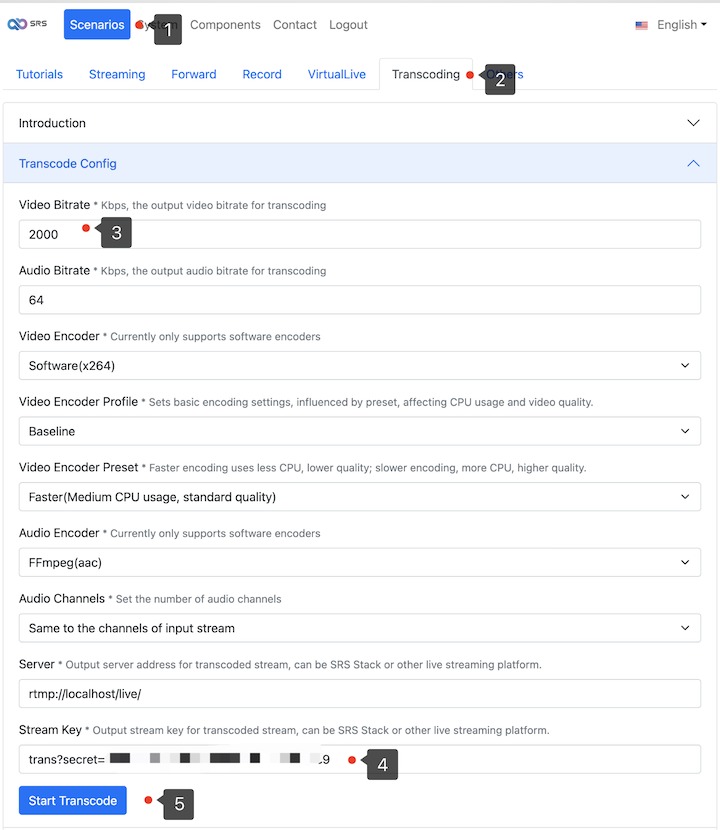 SRS Scenarios System 1 Components Contact Logout English
Tutorials Streaming Forward Record VirtualLive Transcoding 2 Others
Introduction
Transcode Config
Video Bitrate * Kbps, the output video bitrate for transcoding
2000 3
Audio Bitrate * Kbps, the output audio bitrate for transcoding
64
Video Encoder * Currently only supports software encoders
Software(x264)
Video Encoder Profile * Sets basic encoding settings, influenced by preset, affecting CPU usage and video quality.
Baseline
Video Encoder Preset * Faster encoding uses less CPU, lower quality; slower encoding, more CPU, higher quality.
Faster(Medium CPU usage, standard quality)
Audio Encoder * Currently only supports software encoders
FFmpeg(aac)
Audio Channels * Set the number of audio channels
Same to the channels of input stream
Server * Output server address for transcoded stream, can be SRS Stack or other live streaming platform.
rtmp://localhost/live/
Stream Key * Output stream key for transcoded stream, can be SRS Stack or other live streaming platform.
trans?secret= 9 4
Start Transcode 5